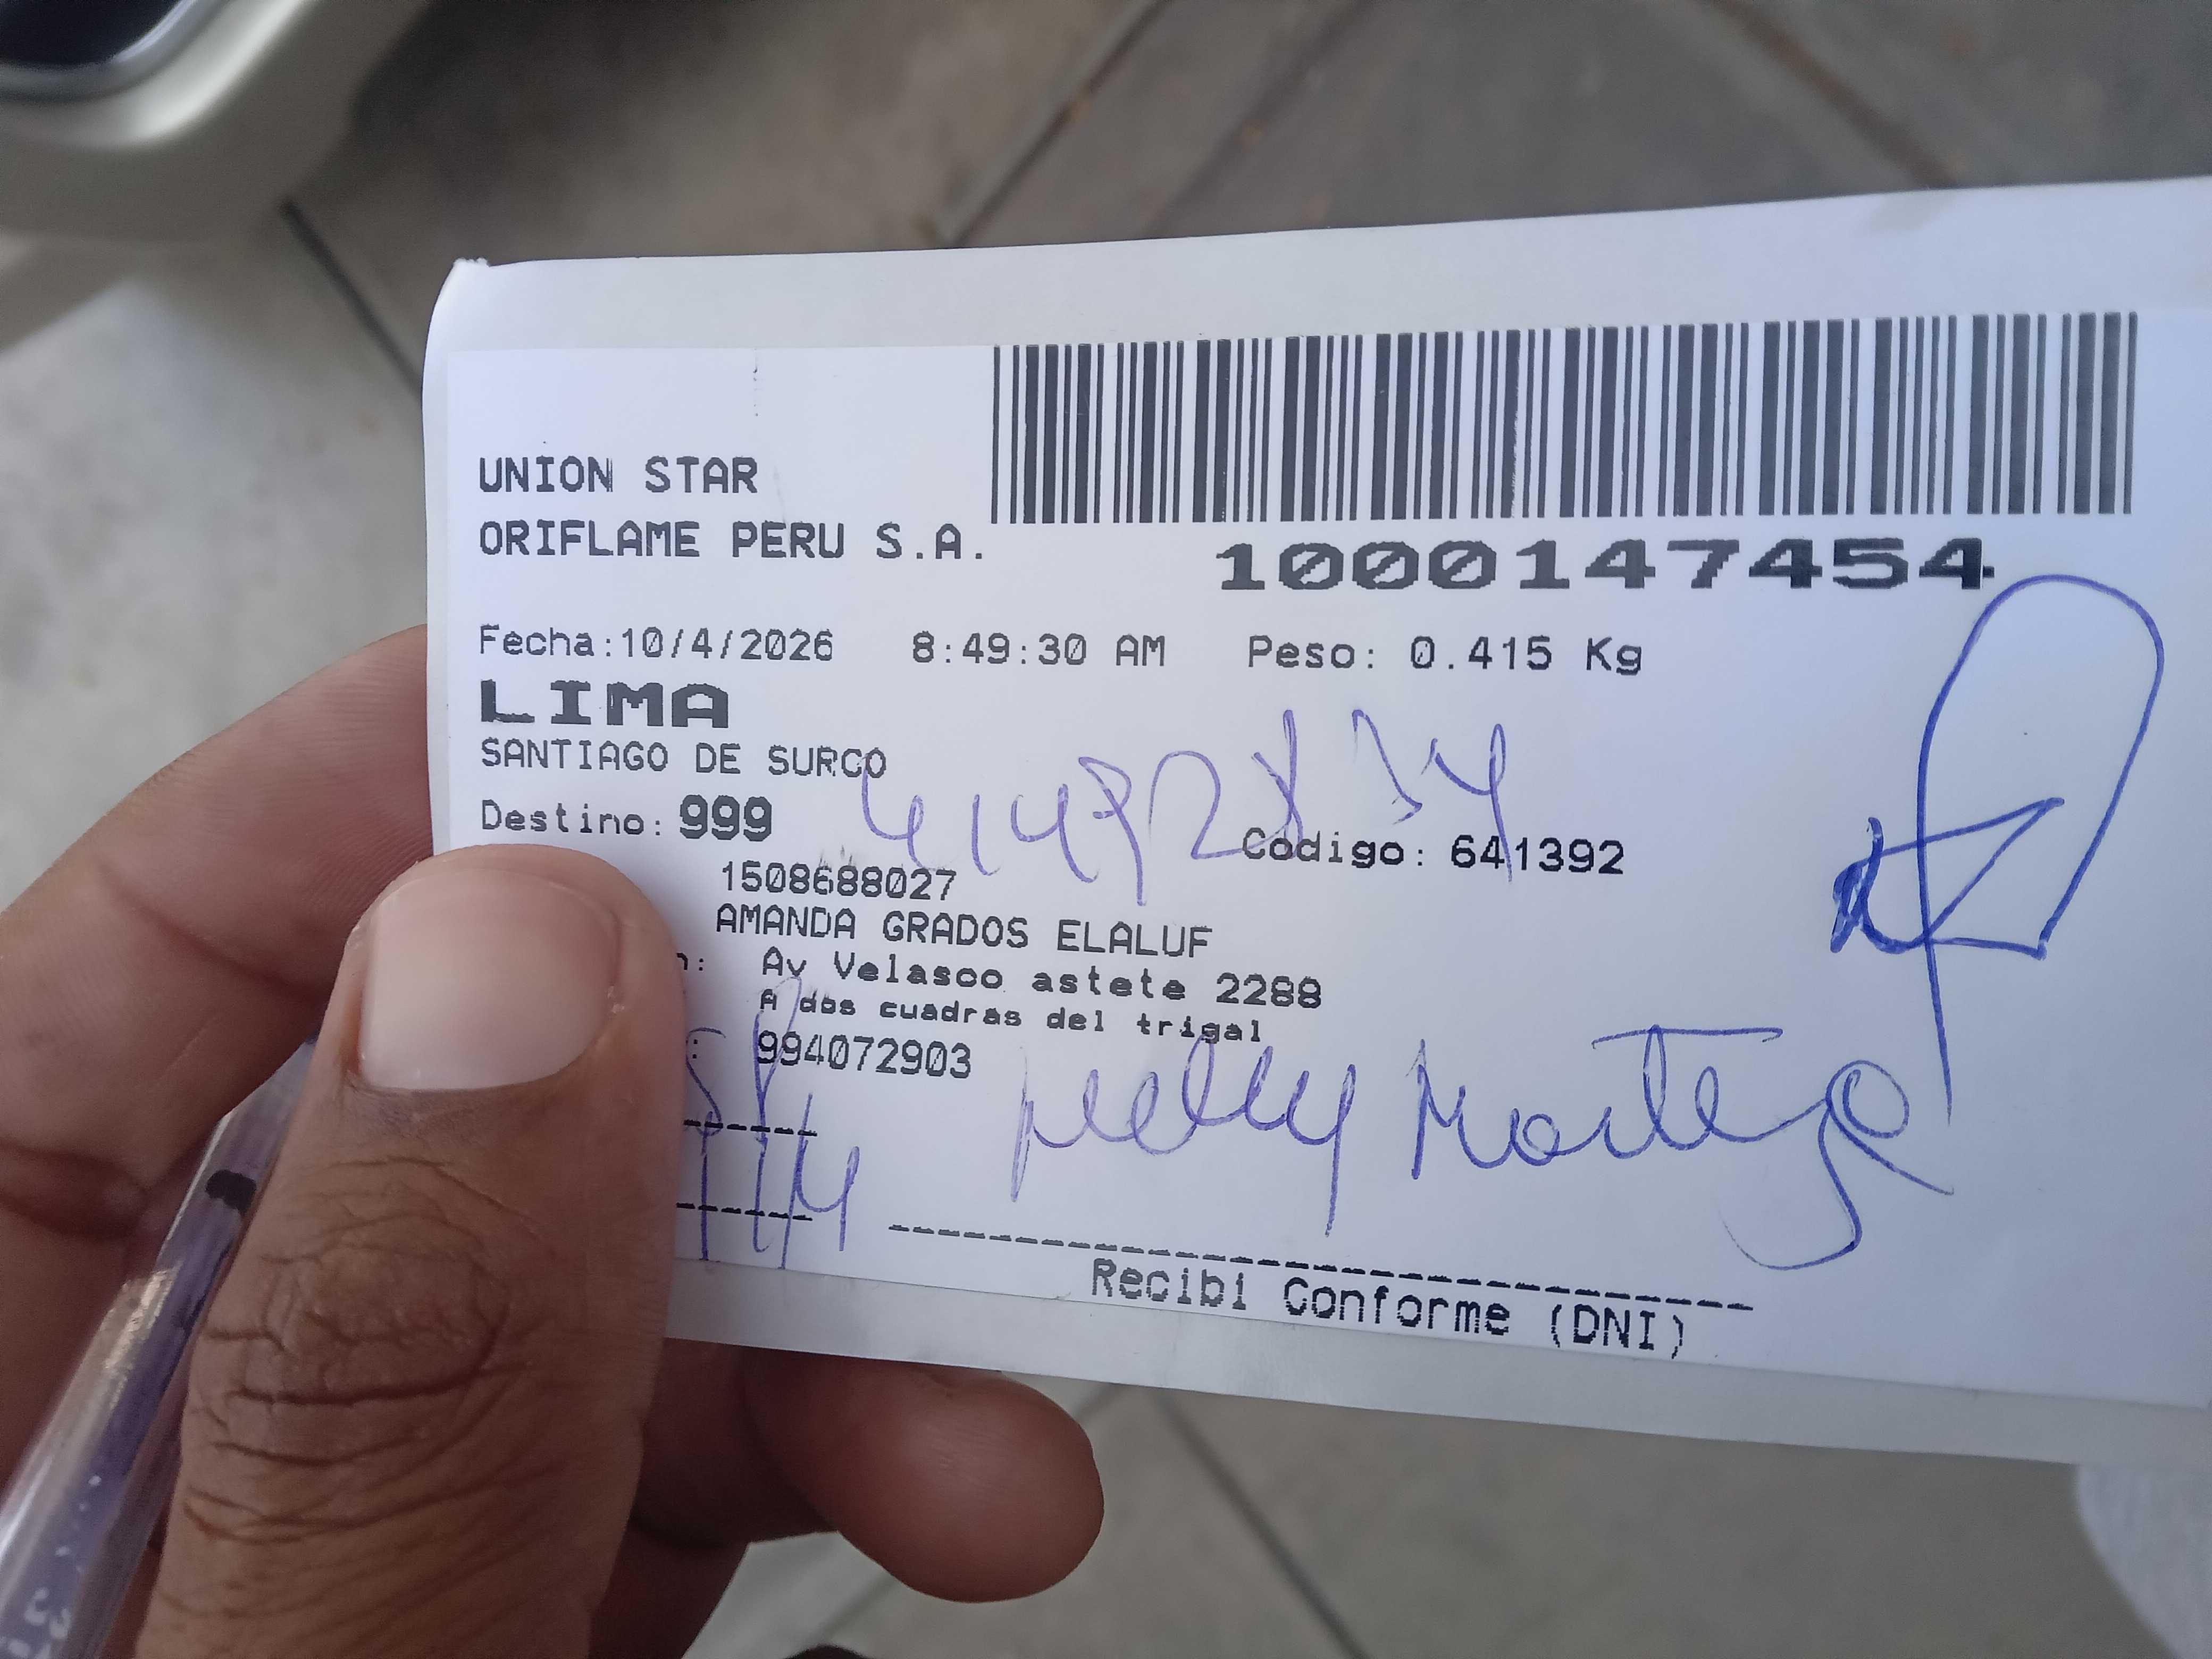 UNION STAR
ORIFLAME PERU S.A.
1000147454
Fecha:10/4/2026 8:49:30 AM Peso: 0.415 Kg
LIMA
SANTIAGO DE SURCO
Destino: 999
Codigo: 641392
1508688027
AMANDA GRADOS ELALUF
n: Av Velasco astete 2288
A dos cuadras del trigal
: 994072903
Nelly
Recibi Conforme (DNI)